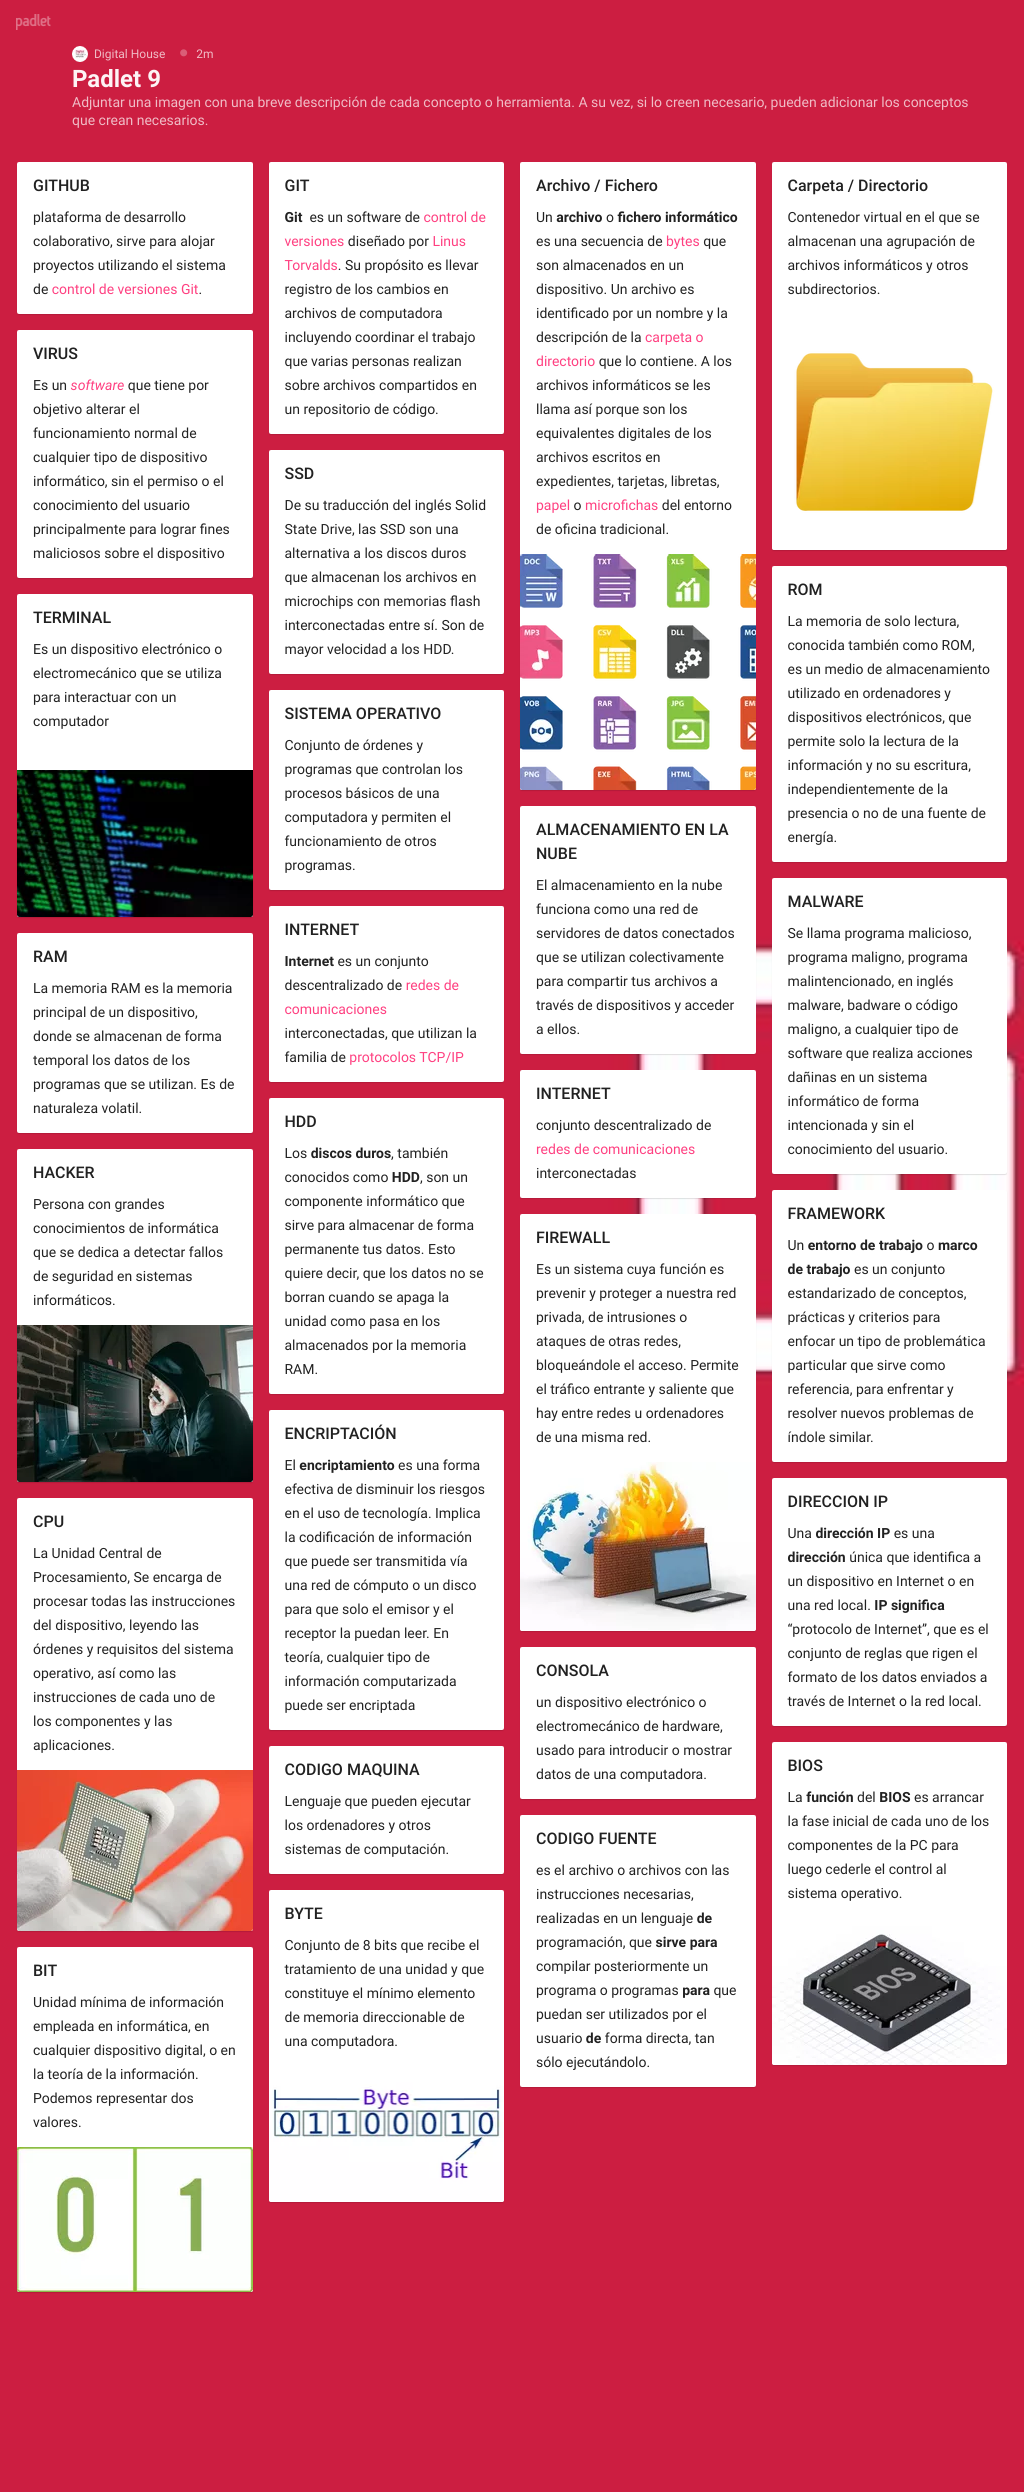 padlet
Digital House
2m
Padlet 9
Adjuntar una imagen con una breve descripción de cada concepto o herramienta. A su vez, si lo creen necesario, pueden adicionar los conceptos
que crean necesarios.
GITHUB
plataforma de desarrollo
colaborativo, sirve para alojar
proyectos utilizando el sistema
de control de versiones Git.
VIRUS
Es un software que tiene por
objetivo alterar el
funcionamiento normal de
cualquier tipo de dispositivo
informático, sin el permiso o el
conocimiento del usuario
principalmente para lograr fines
maliciosos sobre el dispositivo
TERMINAL
Es un dispositivo electrónico o
electromecánico que se utiliza
para interactuar con un
computador
RAM
La memoria RAM es la memoria
principal de un dispositivo,
donde se almacenan de forma
temporal los datos de los
programas que se utilizan. Es de
naturaleza volatil.
HACKER
Persona con grandes
conocimientos de informática
que se dedica a detectar fallos
de seguridad en sistemas
informáticos.
CPU
La Unidad Central de
Procesamiento, Se encarga de
procesar todas las instrucciones
del dispositivo, leyendo las
órdenes y requisitos del sistema
operativo, así como las
instrucciones de cada uno de
los componentes y las
aplicaciones.
BIT
Unidad mínima de información
empleada en informática, en
cualquier dispositivo digital, o en
la teoría de la información.
Podemos representar dos
valores.
0 1
GIT
Git es un software de control de
versiones diseñado por Linus
Torvalds. Su propósito es llevar
registro de los cambios en
archivos de computadora
incluyendo coordinar el trabajo
que varias personas realizan
sobre archivos compartidos en
un repositorio de código.
SSD
De su traducción del inglés Solid
State Drive, las SSD son una
alternativa a los discos duros
que almacenan los archivos en
microchips con memorias flash
interconectadas entre sí. Son de
mayor velocidad a los HDD.
SISTEMA OPERATIVO
Conjunto de órdenes y
programas que controlan los
procesos básicos de una
computadora y permiten el
funcionamiento de otros
programas.
INTERNET
Internet es un conjunto
descentralizado de redes de
comunicaciones
interconectadas, que utilizan la
familia de protocolos TCP/IP
HDD
Los discos duros, también
conocidos como HDD, son un
componente informático que
sirve para almacenar de forma
permanente tus datos. Esto
quiere decir, que los datos no se
borran cuando se apaga la
unidad como pasa en los
almacenados por la memoria
RAM.
ENCRIPTACIÓN
El encriptamiento es una forma
efectiva de disminuir los riesgos
en el uso de tecnología. Implica
la codificación de información
que puede ser transmitida vía
una red de cómputo o un disco
para que solo el emisor y el
receptor la puedan leer. En
teoría, cualquier tipo de
información computarizada
puede ser encriptada
CODIGO MAQUINA
Lenguaje que pueden ejecutar
los ordenadores y otros
sistemas de computación.
BYTE
Conjunto de 8 bits que recibe el
tratamiento de una unidad y que
constituye el mínimo elemento
de memoria direccionable de
una computadora.
Byte
0 1 1 0 0 0 1 0
Bit
Archivo / Fichero
Un archivo o fichero informático
es una secuencia de bytes que
son almacenados en un
dispositivo. Un archivo es
identificado por un nombre y la
descripción de la carpeta o
directorio que lo contiene. A los
archivos informáticos se les
llama así porque son los
equivalentes digitales de los
archivos escritos en
expedientes, tarjetas, libretas,
papel o microfichas del entorno
de oficina tradicional.
DOC TXT XLS PPT
W T
MP3 CSV DLL MO
VOB RAR JPG EM
PNG EXE HTML EPS
ALMACENAMIENTO EN LA
NUBE
El almacenamiento en la nube
funciona como una red de
servidores de datos conectados
que se utilizan colectivamente
para compartir tus archivos a
través de dispositivos y acceder
a ellos.
INTERNET
conjunto descentralizado de
redes de comunicaciones
interconectadas
FIREWALL
Es un sistema cuya función es
prevenir y proteger a nuestra red
privada, de intrusiones o
ataques de otras redes,
bloqueándole el acceso. Permite
el tráfico entrante y saliente que
hay entre redes u ordenadores
de una misma red.
CONSOLA
un dispositivo electrónico o
electromecánico de hardware,
usado para introducir o mostrar
datos de una computadora.
CODIGO FUENTE
es el archivo o archivos con las
instrucciones necesarias,
realizadas en un lenguaje de
programación, que sirve para
compilar posteriormente un
programa o programas para que
puedan ser utilizados por el
usuario de forma directa, tan
sólo ejecutándolo.
Carpeta / Directorio
Contenedor virtual en el que se
almacenan una agrupación de
archivos informáticos y otros
subdirectorios.
ROM
La memoria de solo lectura,
conocida también como ROM,
es un medio de almacenamiento
utilizado en ordenadores y
dispositivos electrónicos, que
permite solo la lectura de la
información y no su escritura,
independientemente de la
presencia o no de una fuente de
energía.
MALWARE
Se llama programa malicioso,
programa maligno, programa
malintencionado, en inglés
malware, badware o código
maligno, a cualquier tipo de
software que realiza acciones
dañinas en un sistema
informático de forma
intencionada y sin el
conocimiento del usuario.
FRAMEWORK
Un entorno de trabajo o marco
de trabajo es un conjunto
estandarizado de conceptos,
prácticas y criterios para
enfocar un tipo de problemática
particular que sirve como
referencia, para enfrentar y
resolver nuevos problemas de
índole similar.
DIRECCION IP
Una dirección IP es una
dirección única que identifica a
un dispositivo en Internet o en
una red local. IP significa
“protocolo de Internet”, que es el
conjunto de reglas que rigen el
formato de los datos enviados a
través de Internet o la red local.
BIOS
La función del BIOS es arrancar
la fase inicial de cada uno de los
componentes de la PC para
luego cederle el control al
sistema operativo.
BIOS